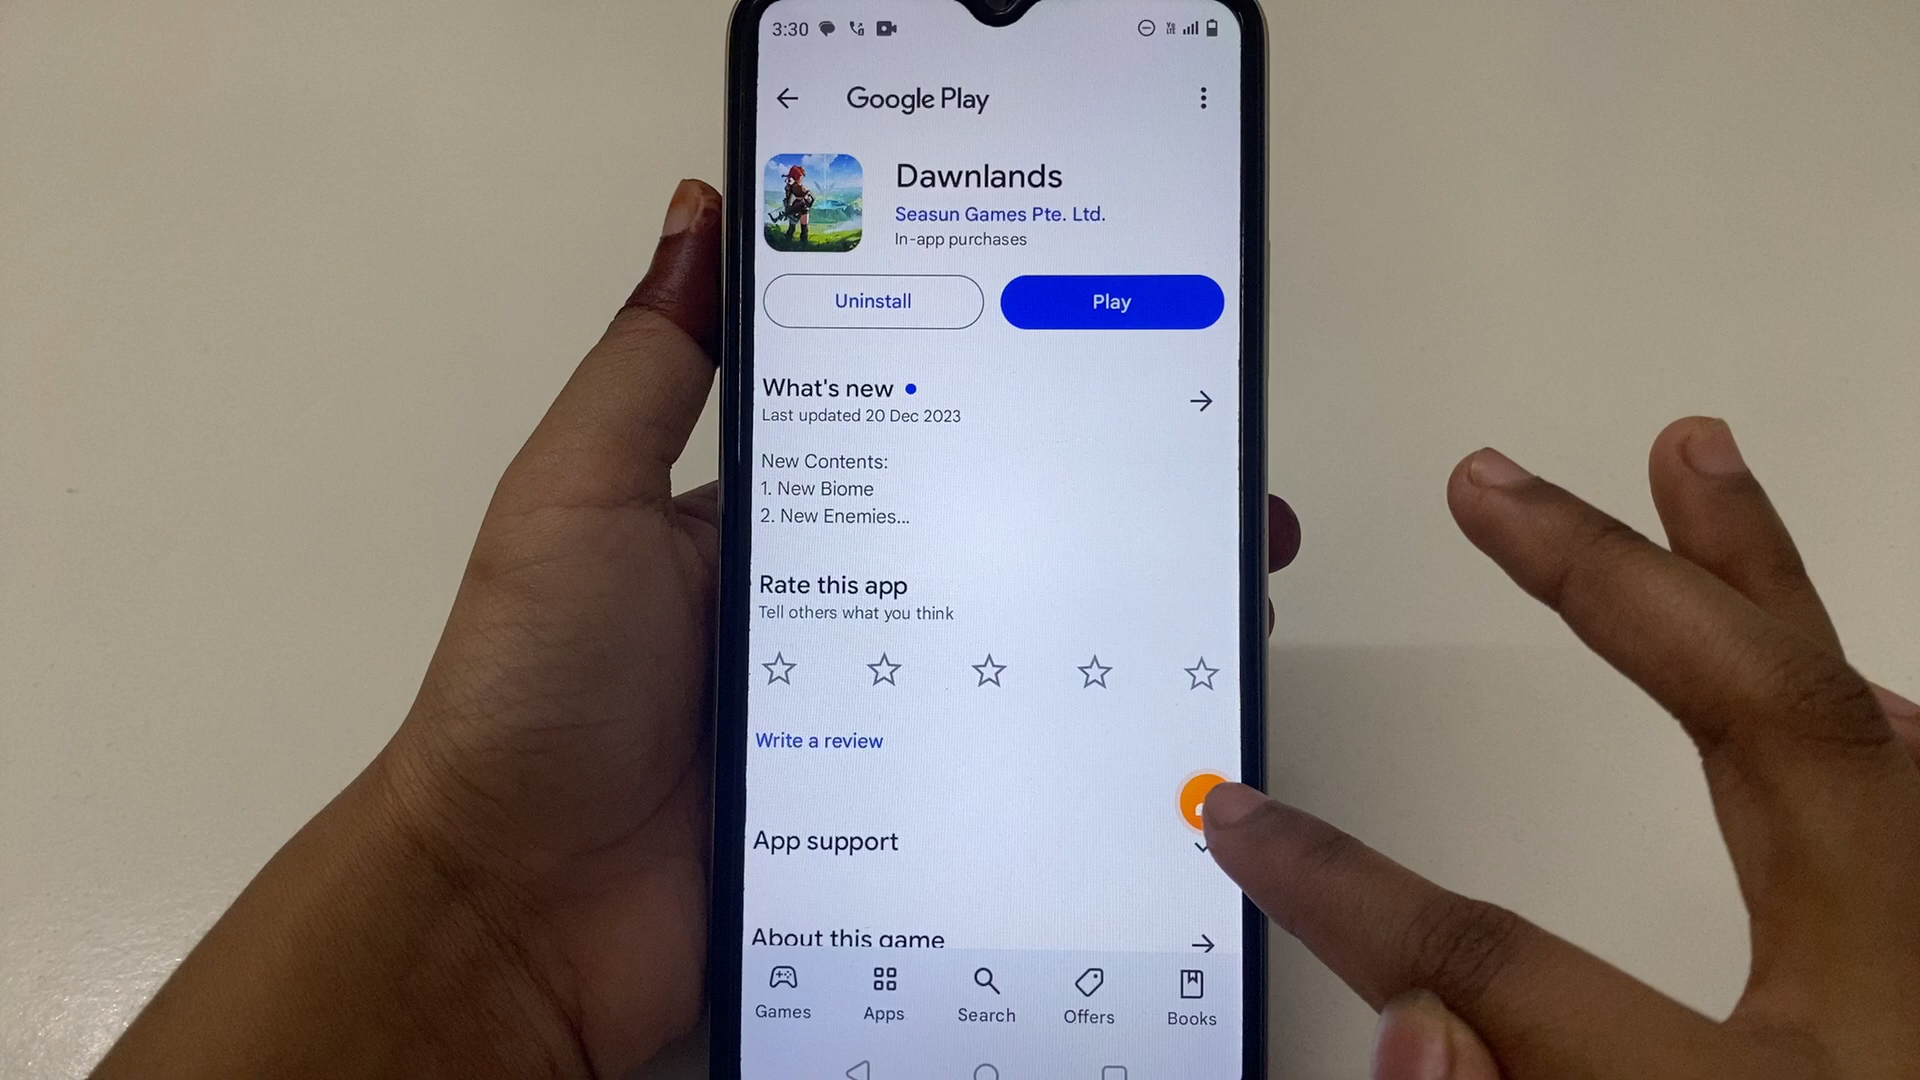 3:30
Google Play
Dawnlands
Seasun Games Pte. Ltd.
In-app purchases
Uninstall
Play
What's new
Last updated 20 Dec 2023
New Contents:
1. New Biome
2. New Enemies...
Rate this app
Tell others what you think
Write a review
App support
About this game
Games
Apps
Search
Offers
Books